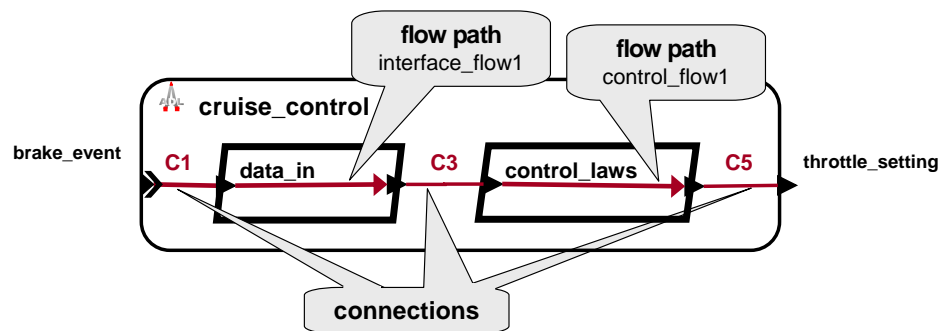 flow path
interface_flow1
flow path
control_flow1
cruise_control
brake_event
C1
data_in
C3
control_laws
C5
throttle_setting
connections